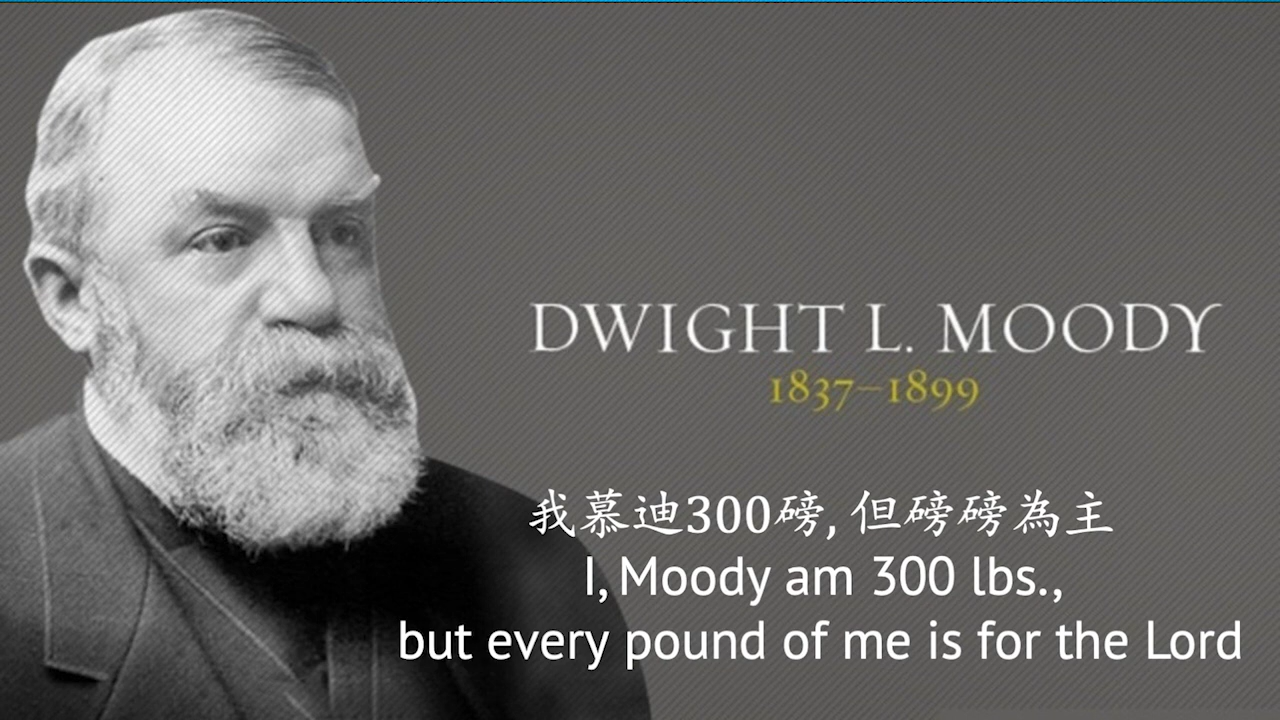 DWIGHT L. MOODY
1837–1899
我慕迪300磅, 但磅磅為主
I, Moody am 300 lbs.,
but every pound of me is for the Lord